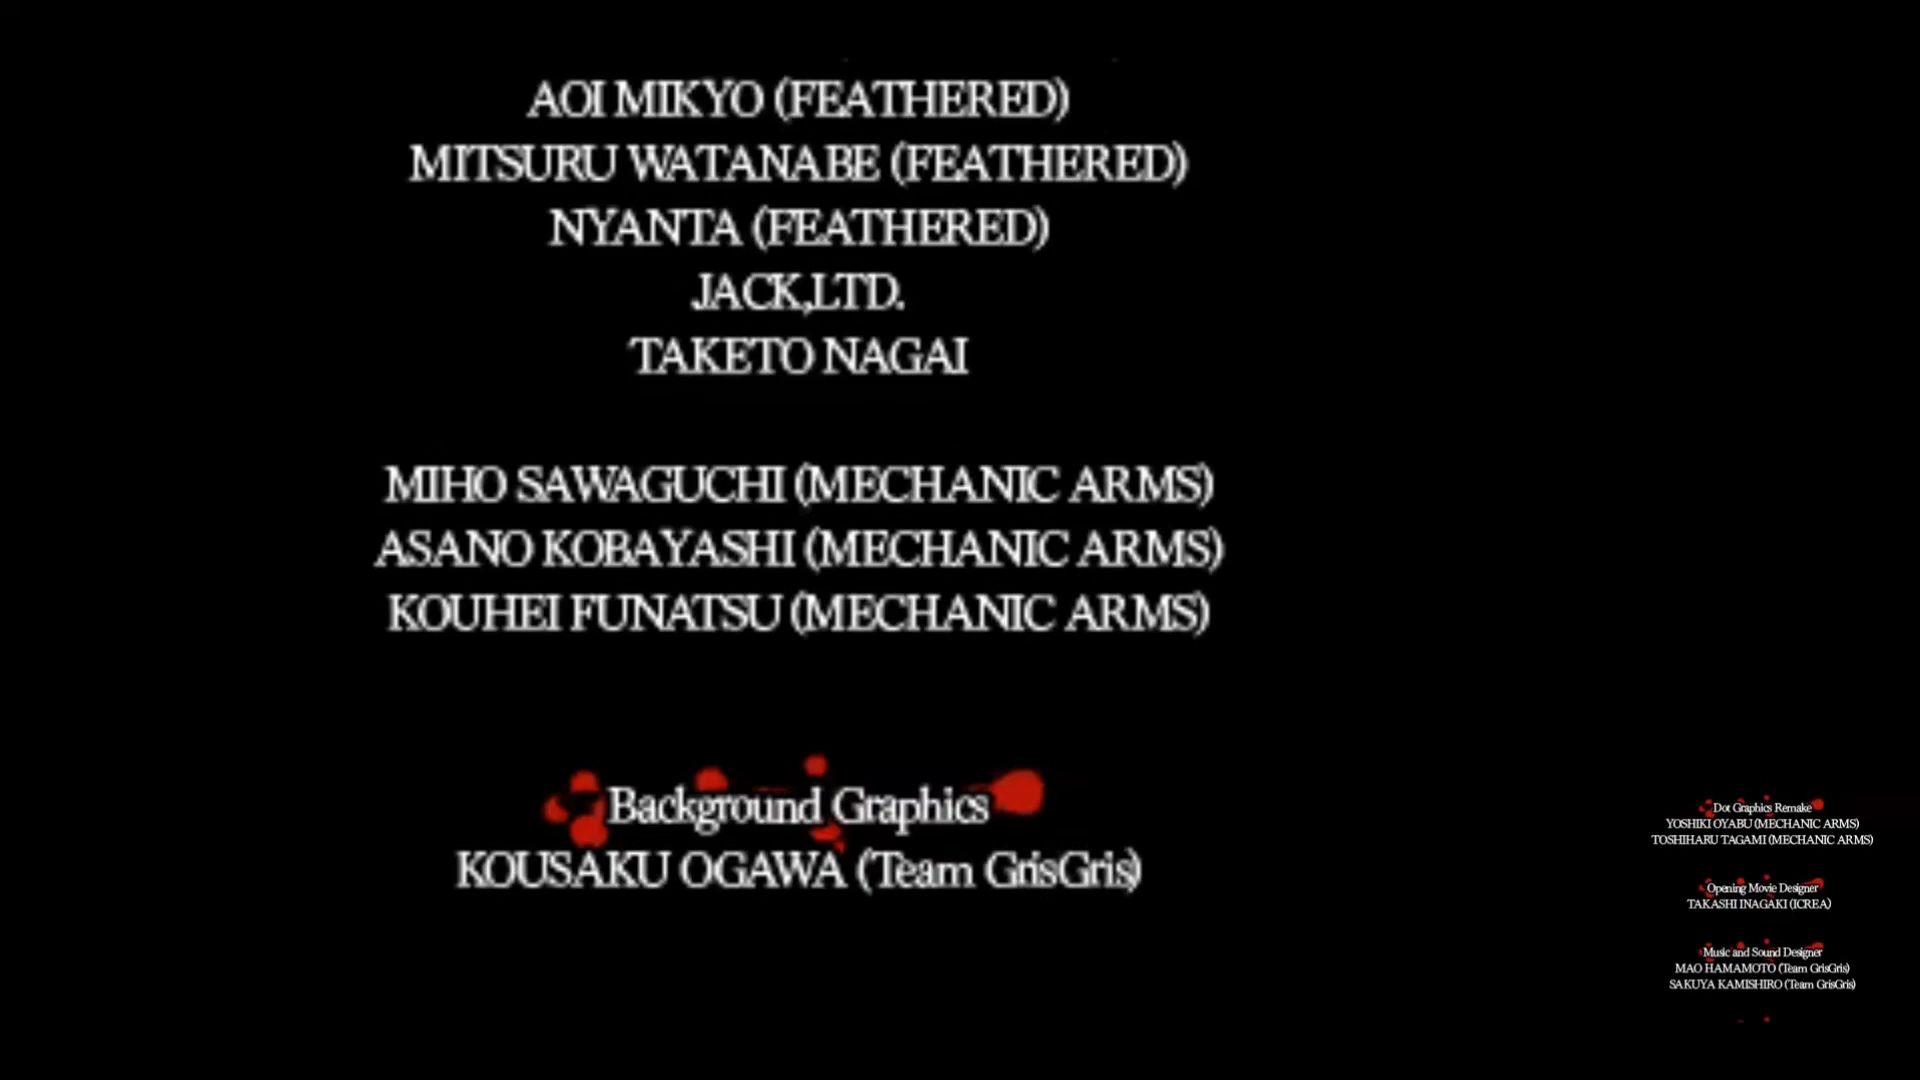 AOI MIKYO (FEATHERED)
MITSURU WATANABE (FEATHERED)
NYANTA (FEATHERED)
JACK,LTD.
TAKETO NAGAI
MIHO SAWAGUCHI (MECHANIC ARMS)
ASANO KOBAYASHI (MECHANIC ARMS)
KOUHEI FUNATSU (MECHANIC ARMS)
Background Graphics
KOUSAKU OGAWA (Team GrisGris)
Dot Graphics Remake
YOSHIKI OYABU (MECHANIC ARMS)
TOSHIHARU TAGAMI (MECHANIC ARMS)
Opening Movie Designer
TAKASHI INAGAKI (ICREA)
Music and Sound Designer
MAO HAMAMOTO (Team GrisGris)
SAKUYA KAMISHIRO (Team GrisGris)